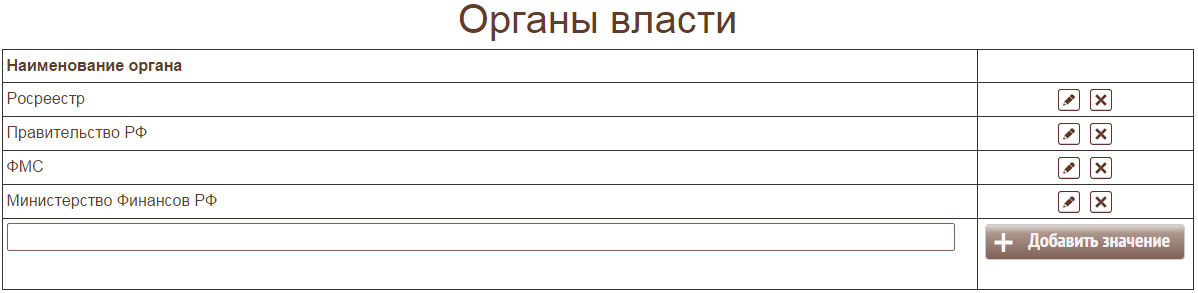 Органы власти
Наименование органа
Росреестр
Правительство РФ
ФМС
Министерство Финансов РФ
Добавить значение